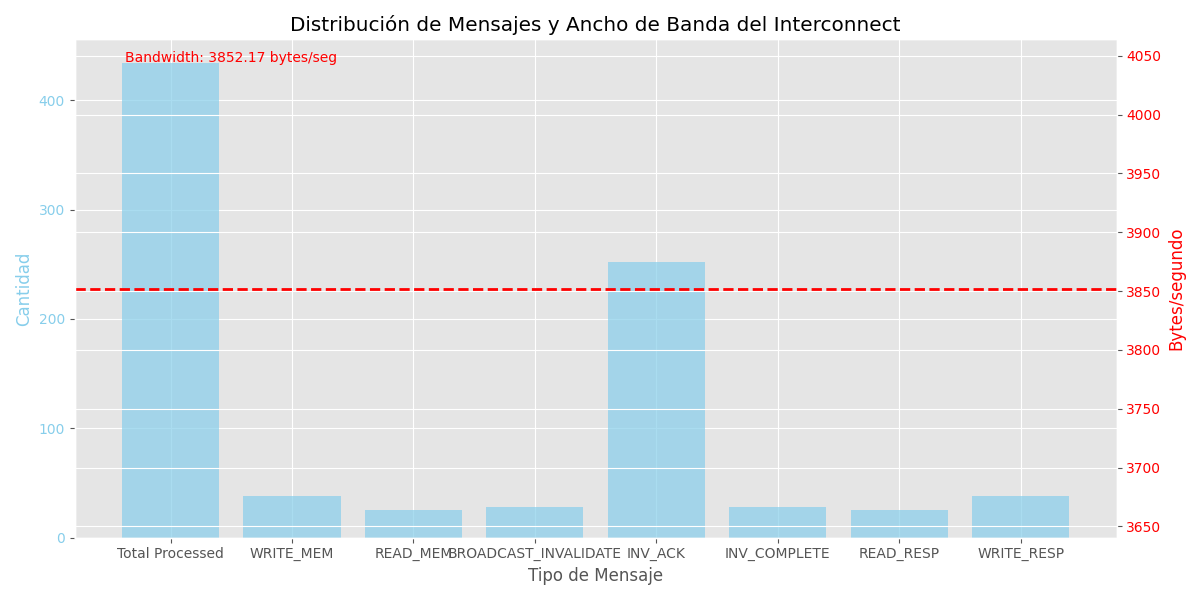 Distribución de Mensajes y Ancho de Banda del Interconnect
Bandwidth: 3852.17 bytes/seg
Cantidad
400
300
200
100
0
4050
4000
3950
3900
3850
3800
3750
3700
3650
Bytes/segundo
Total Processed
WRITE_MEM
READ_MEM
BROADCAST_INVALIDATE
INV_ACK
INV_COMPLETE
READ_RESP
WRITE_RESP
Tipo de Mensaje